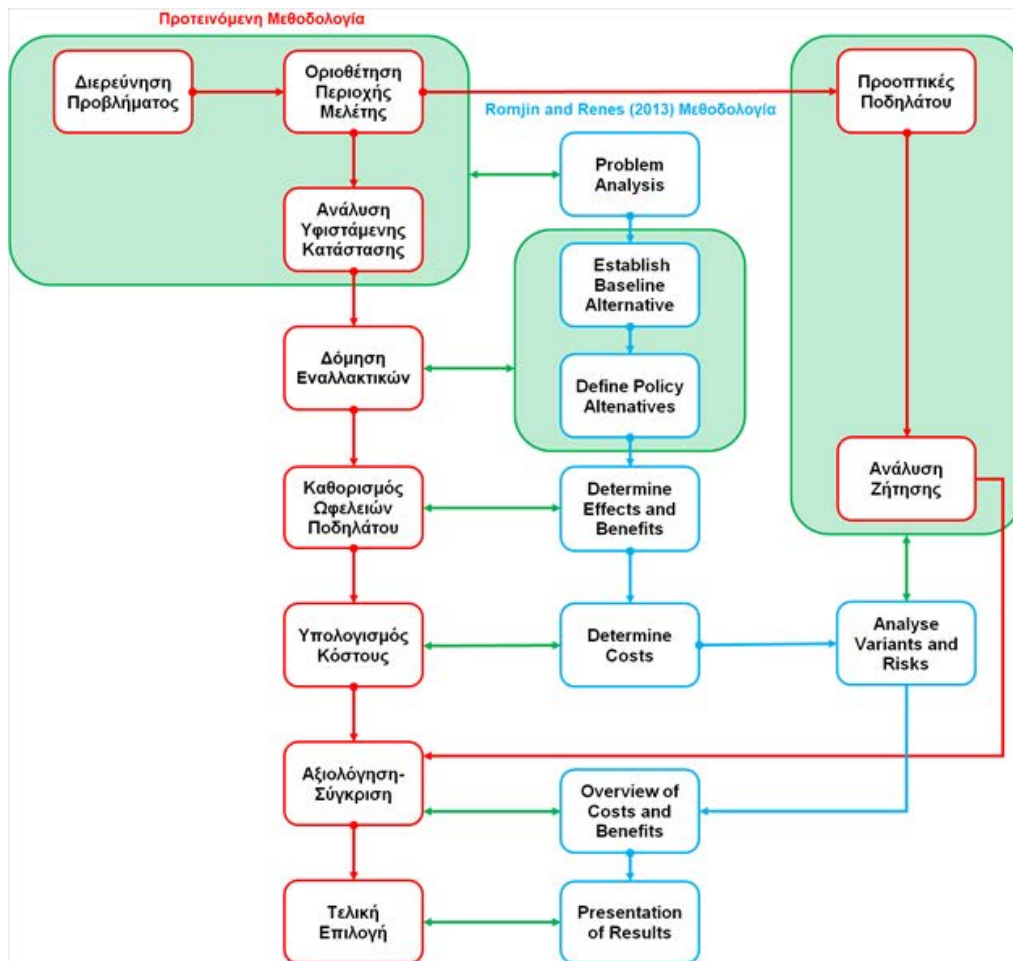 Προτεινόμενη Μεθοδολογία
Διερεύνηση
Προβλήματος
Οριοθέτηση
Περιοχής
Μελέτης
Προοπτικές
Ποδηλάτου
Romjin and Renes (2013) Μεθοδολογία
Problem
Analysis
Ανάλυση
Υφιστάμενης
Κατάστασης
Establish
Baseline
Alternative
Δόμηση
Εναλλακτικών
Define Policy
Altenatives
Ανάλυση
Ζήτησης
Καθορισμός
Ωφελειών
Ποδηλάτου
Determine
Effects and
Benefits
Υπολογισμός
Κόστους
Determine
Costs
Analyse
Variants and
Risks
Αξιολόγηση-
Σύγκριση
Overview of
Costs and
Benefits
Τελική
Επιλογή
Presentation
of Results